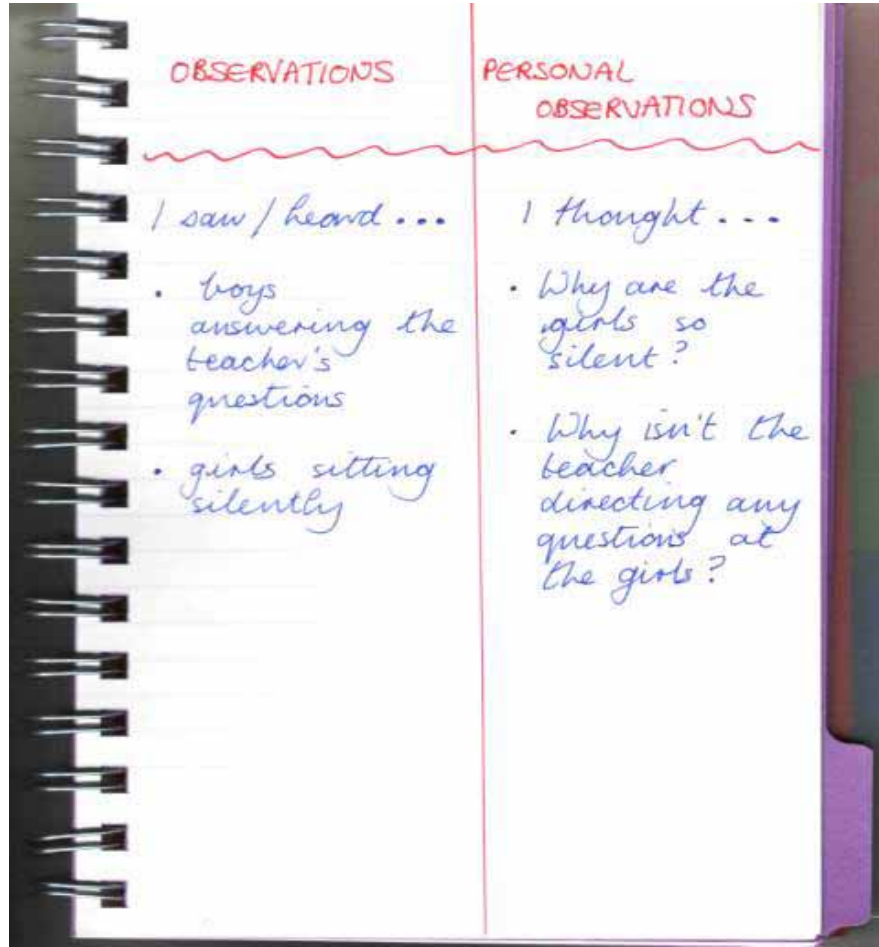 OBSERVATIONS
I saw / heard...
• boys
answering the
teacher's
questions
• girls sitting
silently
PERSONAL
OBSERVATIONS
I thought...
• Why are the
girls so
silent?
• Why isn't the
teacher
directing any
questions at
the girls?